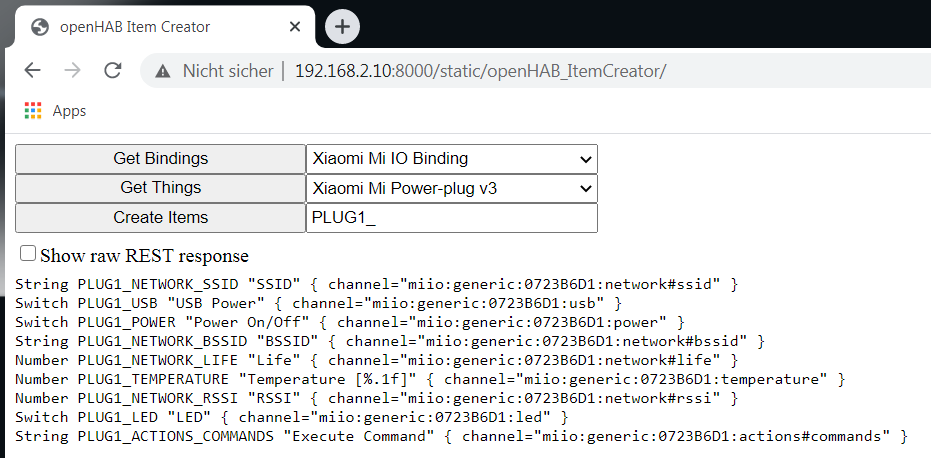 openHAB Item Creator
Nicht sicher | 192.168.2.10:8000/static/openHAB_ItemCreator/
Apps
Get Bindings Xiaomi Mi IO Binding
Get Things Xiaomi Mi Power-plug v3
Create Items PLUG1_
Show raw REST response
String PLUG1_NETWORK_SSID "SSID" { channel="miio:generic:0723B6D1:network#ssid" }
Switch PLUG1_USB "USB Power" { channel="miio:generic:0723B6D1:usb" }
Switch PLUG1_POWER "Power On/Off" { channel="miio:generic:0723B6D1:power" }
String PLUG1_NETWORK_BSSID "BSSID" { channel="miio:generic:0723B6D1:network#bssid" }
Number PLUG1_NETWORK_LIFE "Life" { channel="miio:generic:0723B6D1:network#life" }
Number PLUG1_TEMPERATURE "Temperature [%.1f]" { channel="miio:generic:0723B6D1:temperature" }
Number PLUG1_NETWORK_RSSI "RSSI" { channel="miio:generic:0723B6D1:network#rssi" }
Switch PLUG1_LED "LED" { channel="miio:generic:0723B6D1:led" }
String PLUG1_ACTIONS_COMMANDS "Execute Command" { channel="miio:generic:0723B6D1:actions#commands" }